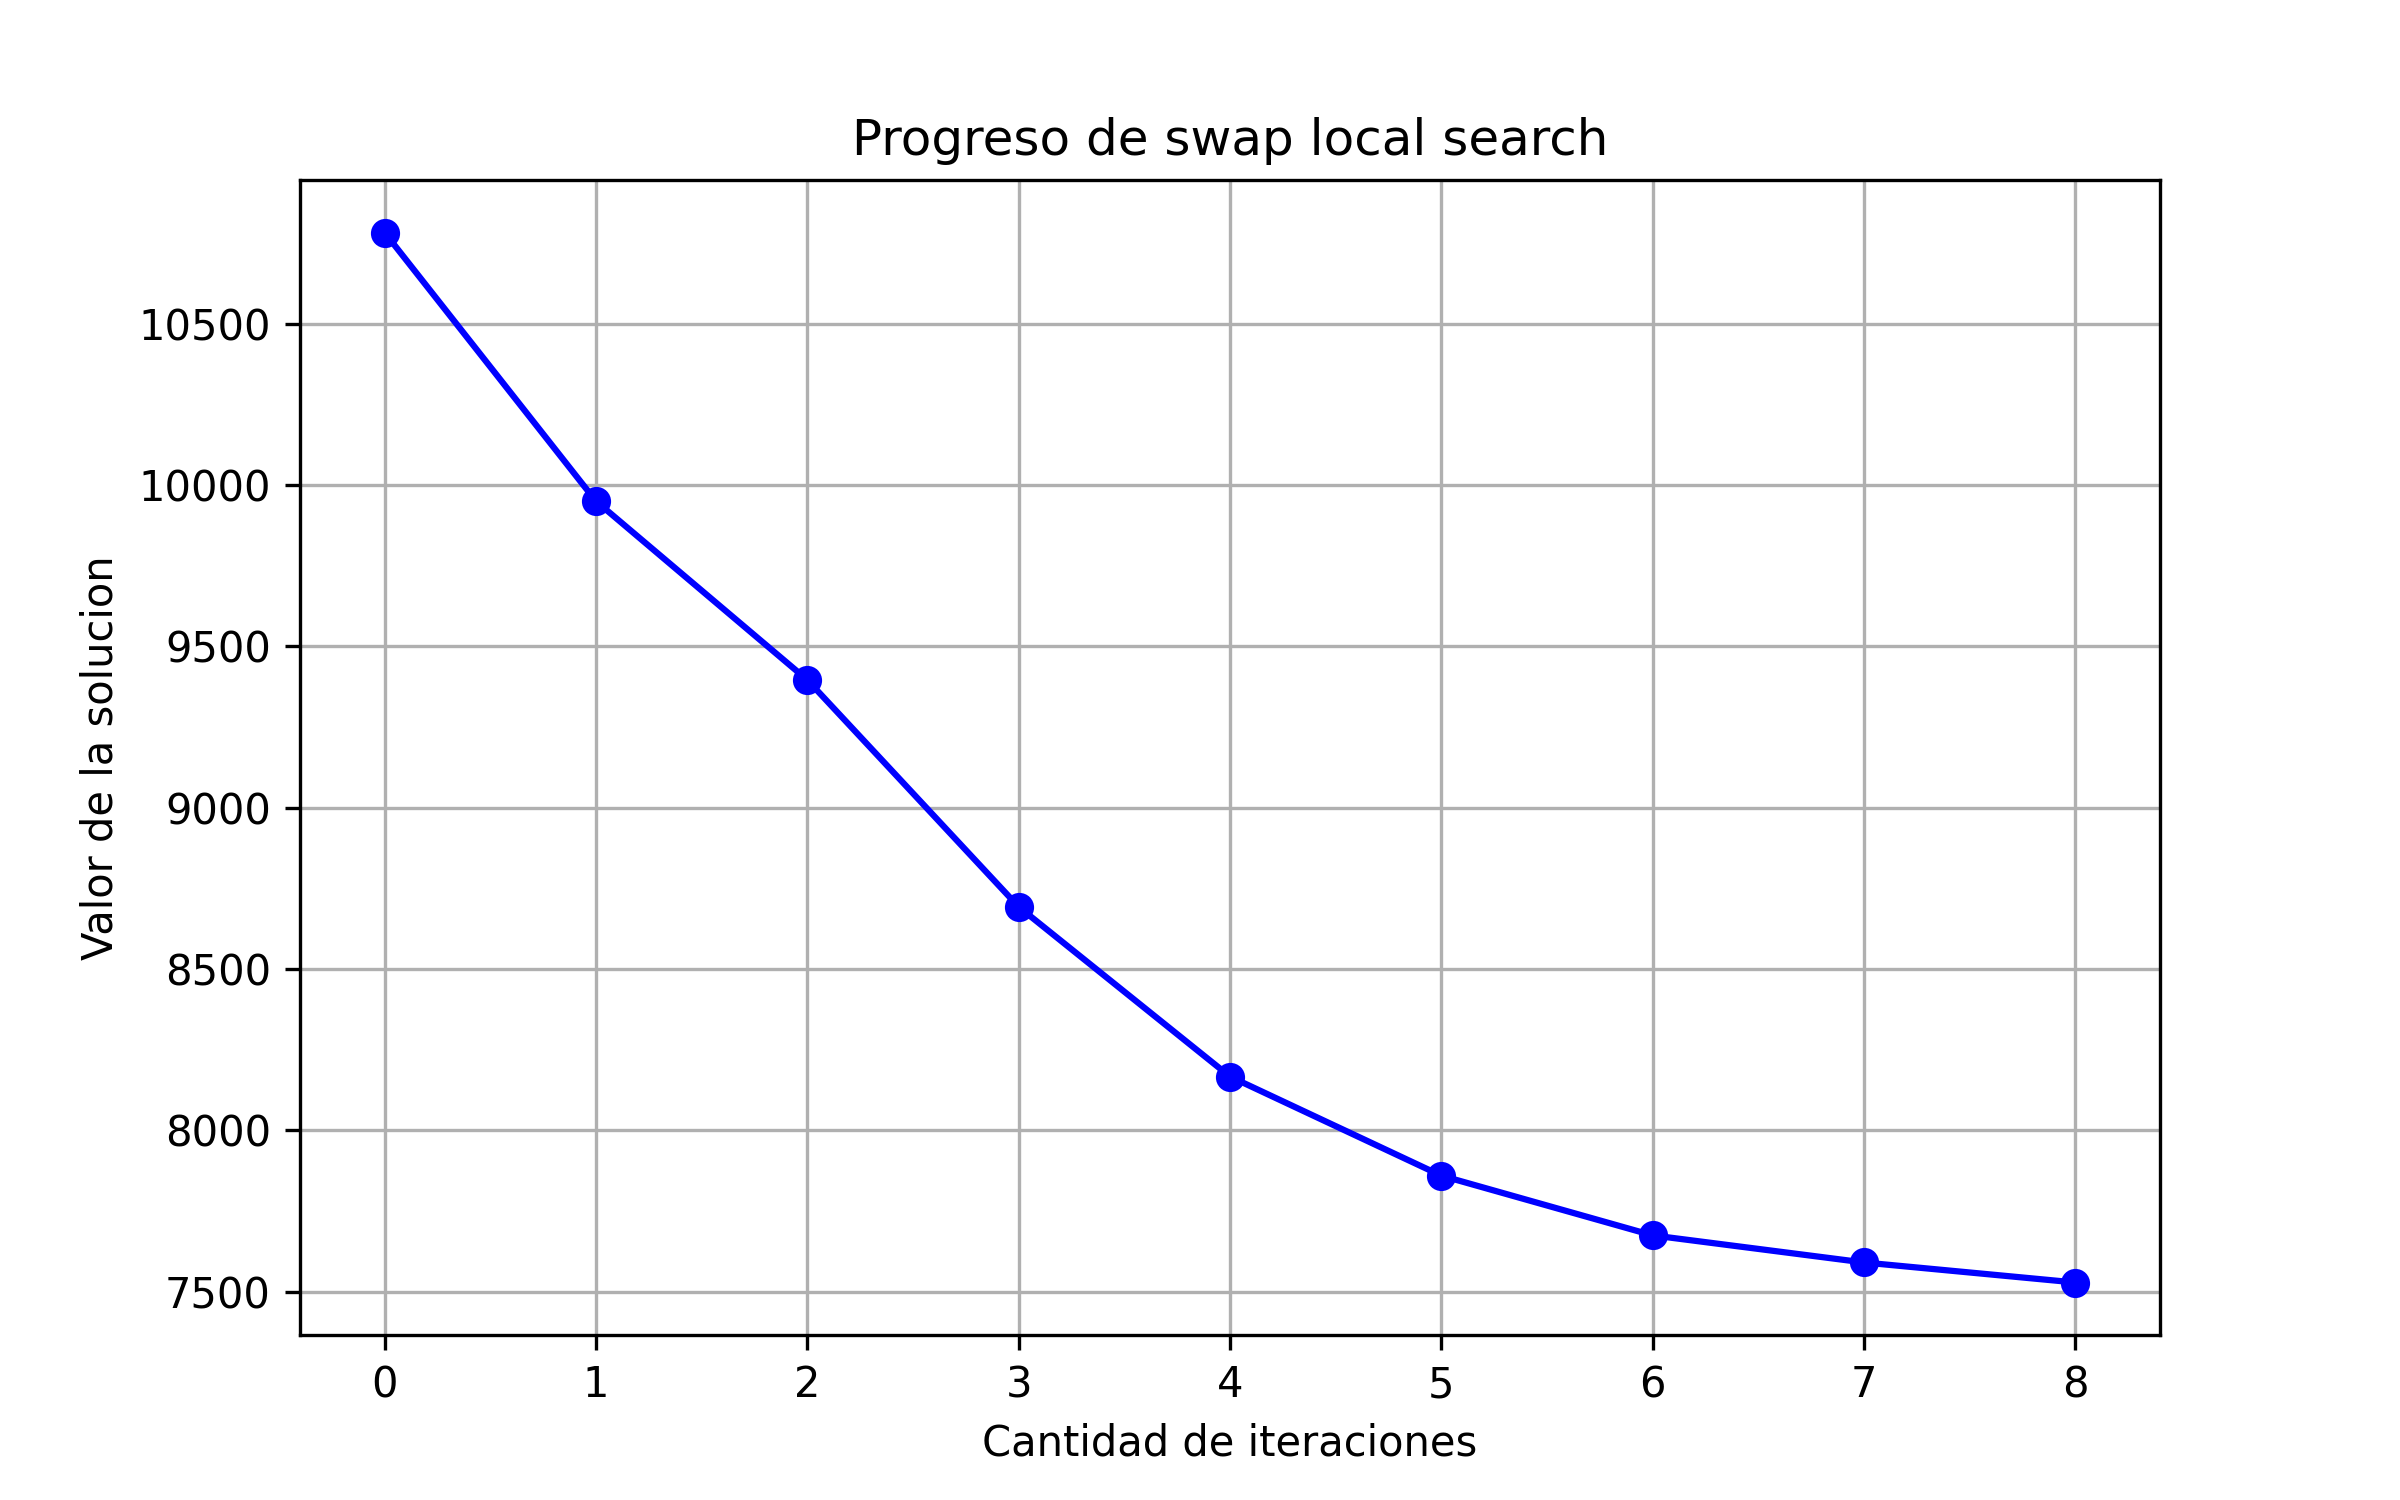 Progreso de swap local search
Valor de la solucion
10500
10000
9500
9000
8500
8000
7500
0 1 2 3 4 5 6 7 8
Cantidad de iteraciones